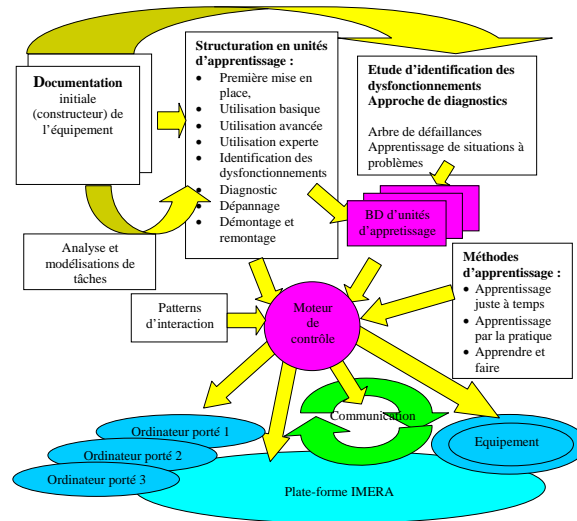 Documentation
initiale
(constructeur) de
l'équipement
Structuration en unités
d'apprentissage :
• Première mise en
place,
• Utilisation basique
• Utilisation avancée
• Utilisation experte
• Identification des
dysfonctionnements
• Diagnostic
• Dépannage
• Démontage et
remontage
Etude d'identification des
dysfonctionnements
Approche de diagnostics
Arbre de défaillances
Apprentissage de situations à
problèmes
BD d'unités
d'apretissage
Analyse et
modélisations de
tâches
Patterns
d'interaction
Moteur
de
contrôle
Méthodes
d'apprentissage :
• Apprentissage
juste à temps
• Apprentissage
par la pratique
• Apprendre et
faire
Communication
Ordinateur porté 1
Ordinateur porté 2
Ordinateur porté 3
Equipement
Plate-forme IMERA